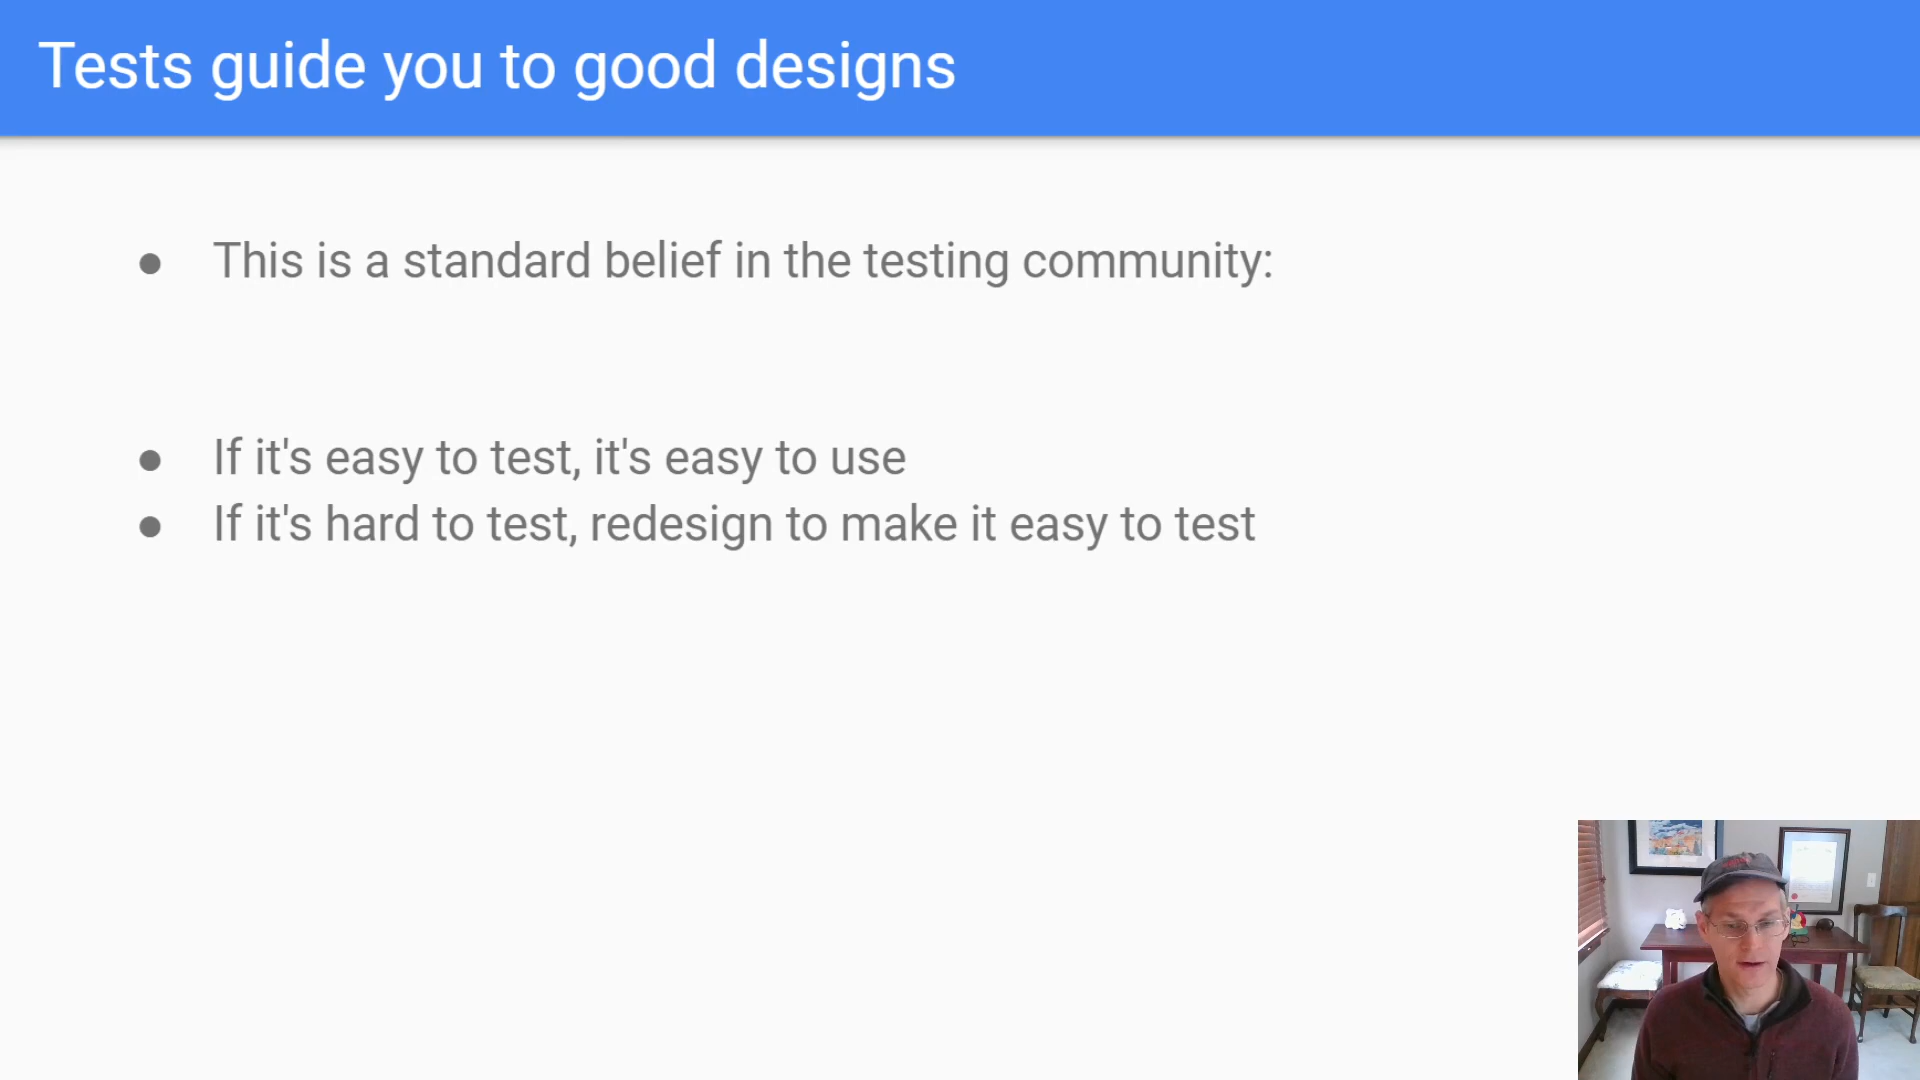 Tests guide you to good designs
● This is a standard belief in the testing community:
● If it's easy to test, it's easy to use
● If it's hard to test, redesign to make it easy to test